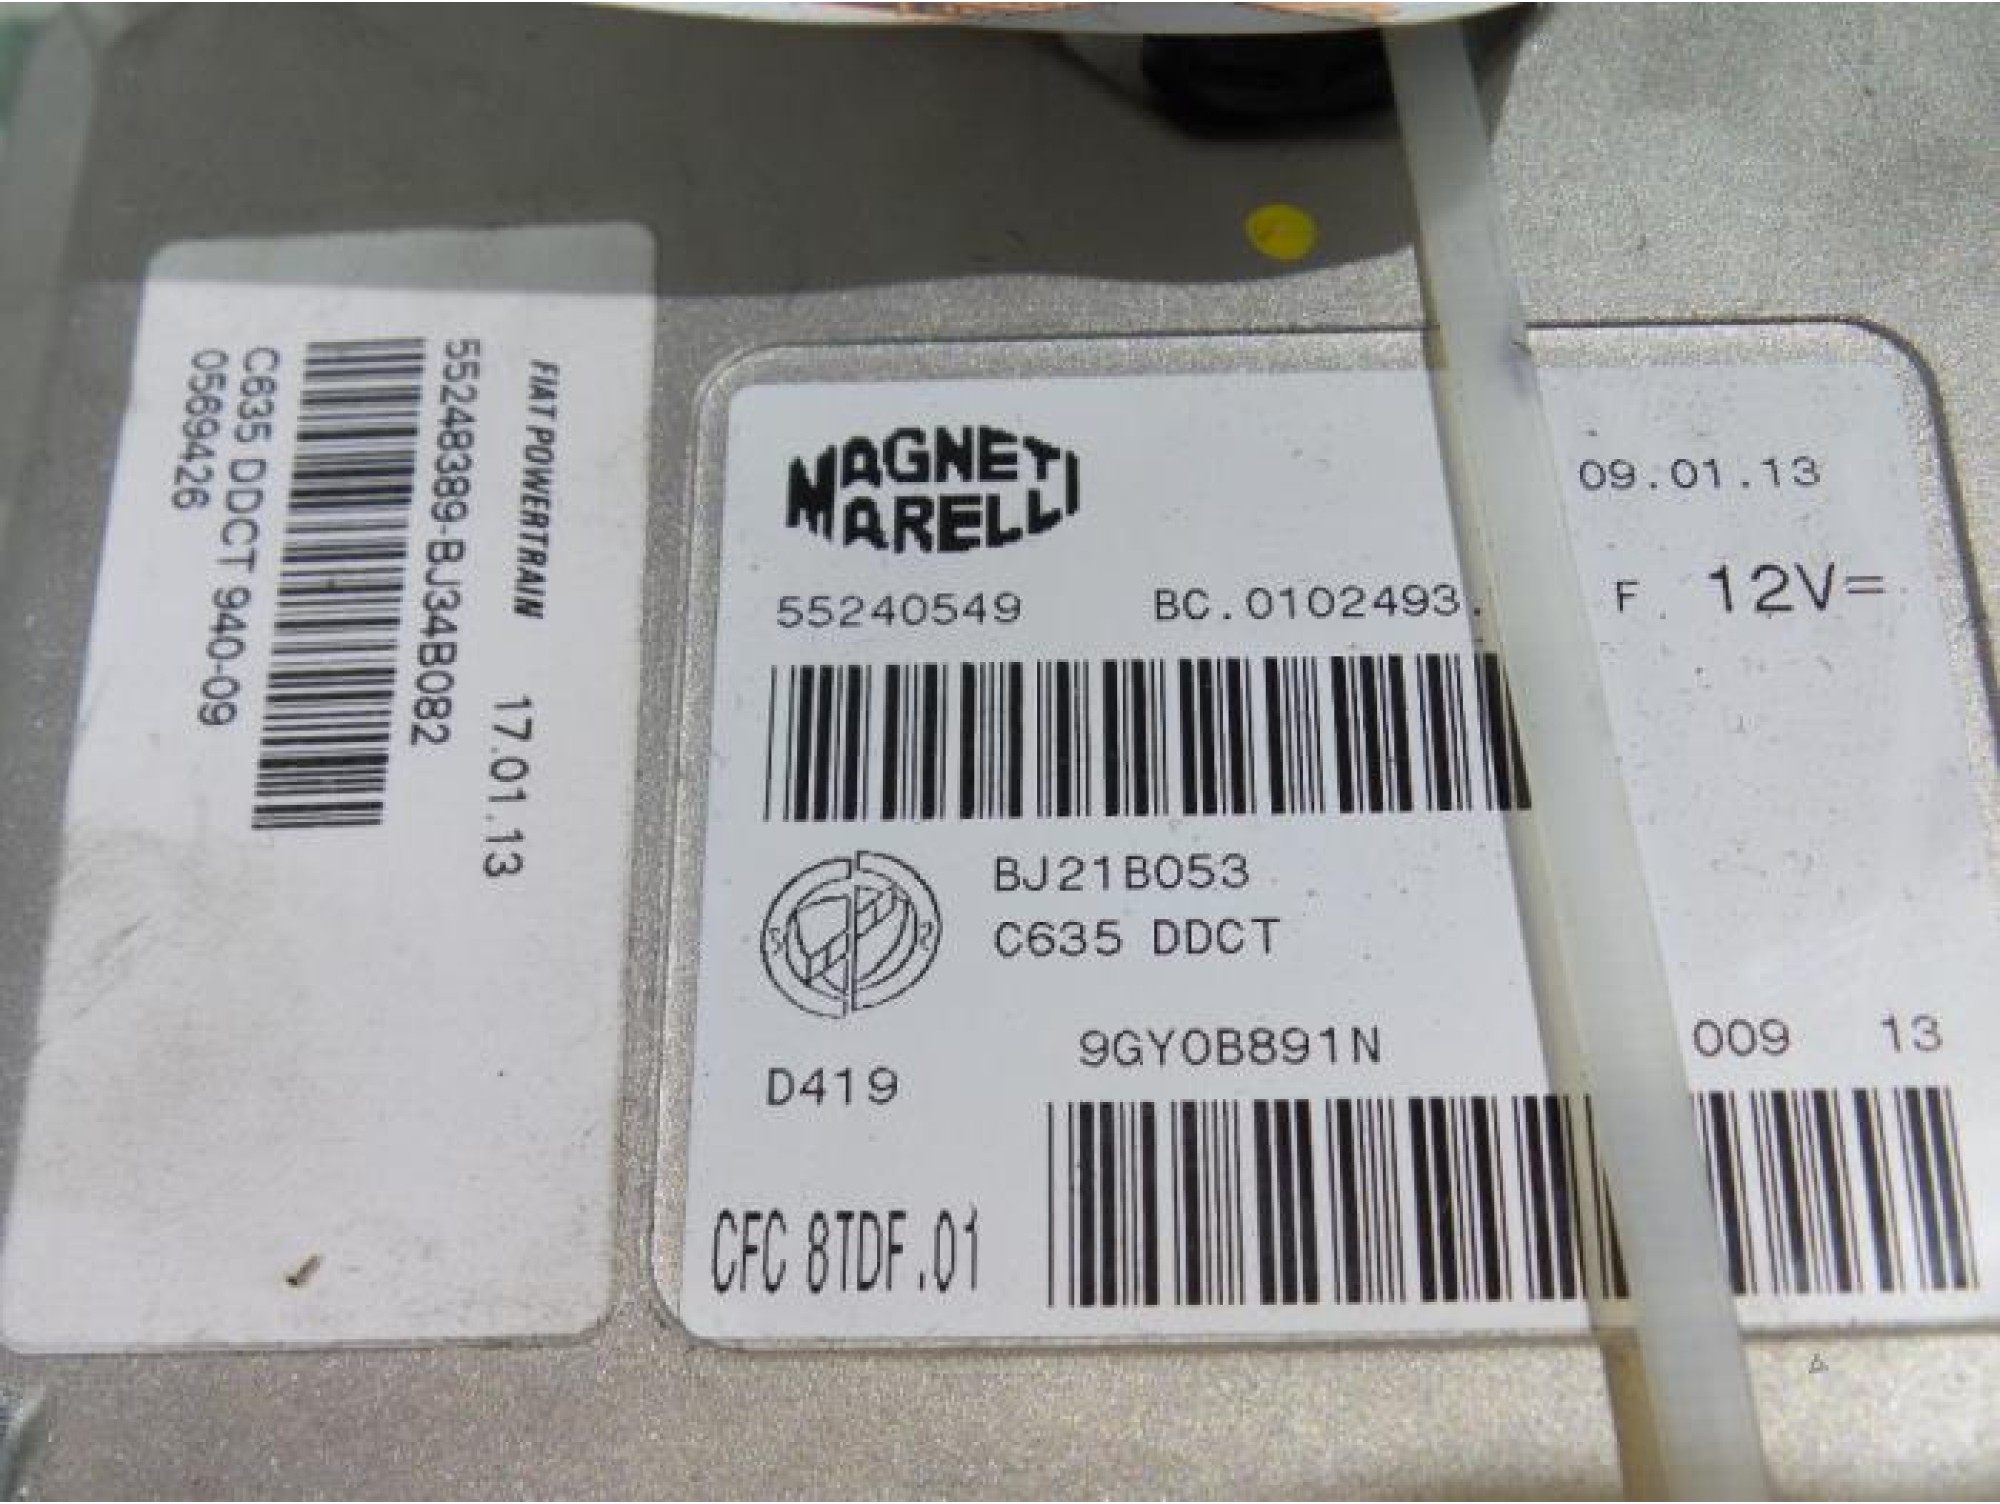 FIAT POWERTRAIN 17.01.13
55248389-BJ34B082
C635 DDCT 940-09
0569426
MAGNETI
MARELLI
09.01.13
55240549 BC.0102493. F. 12V=
BJ21B053
C635 DDCT
9GY0B891N 009 13
D419
CFC 8TDF.01